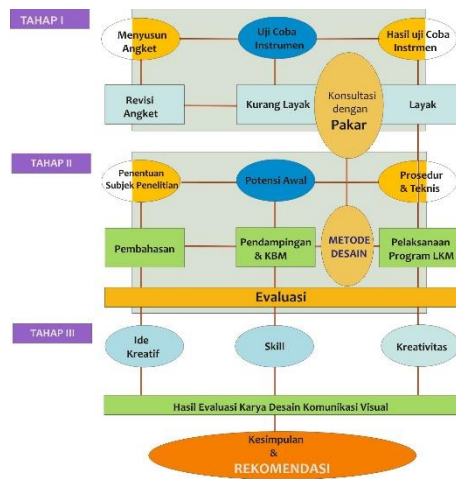 TAHAP I
Menyusun
Angket
Uji Coba
Instrumen
Hasil uji Coba
Instrmen
Revisi
Angket
Kurang Layak
Konsultasi
dengan
Pakar
Layak
TAHAP II
Penentuan
Subjek Penelitian
Potensi Awal
Prosedur
& Teknis
Pembahasan
Pendampingan
& KBM
METODE
DESAIN
Pelaksanaan
Program LKM
Evaluasi
TAHAP III
Ide
Kreatif
Skill
Kreativitas
Hasil Evaluasi Karya Desain Komunikasi Visual
Kesimpulan
&
REKOMENDASI